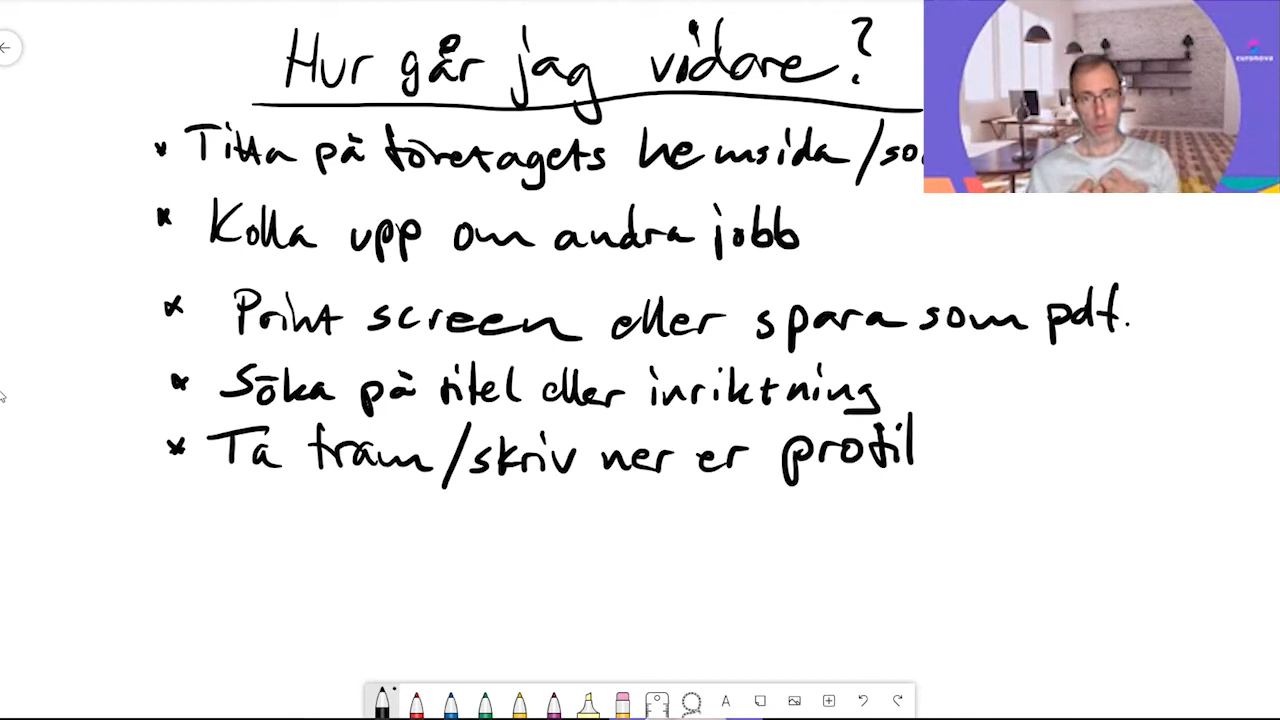 Hur går jag vidare?
* Titta på företagets hemsida/so
* Kolla upp om andra jobb
* Print screen eller spara som pdf.
* Söka på titel eller inriktning
* Ta fram/skriv ner er profil
curanova
A